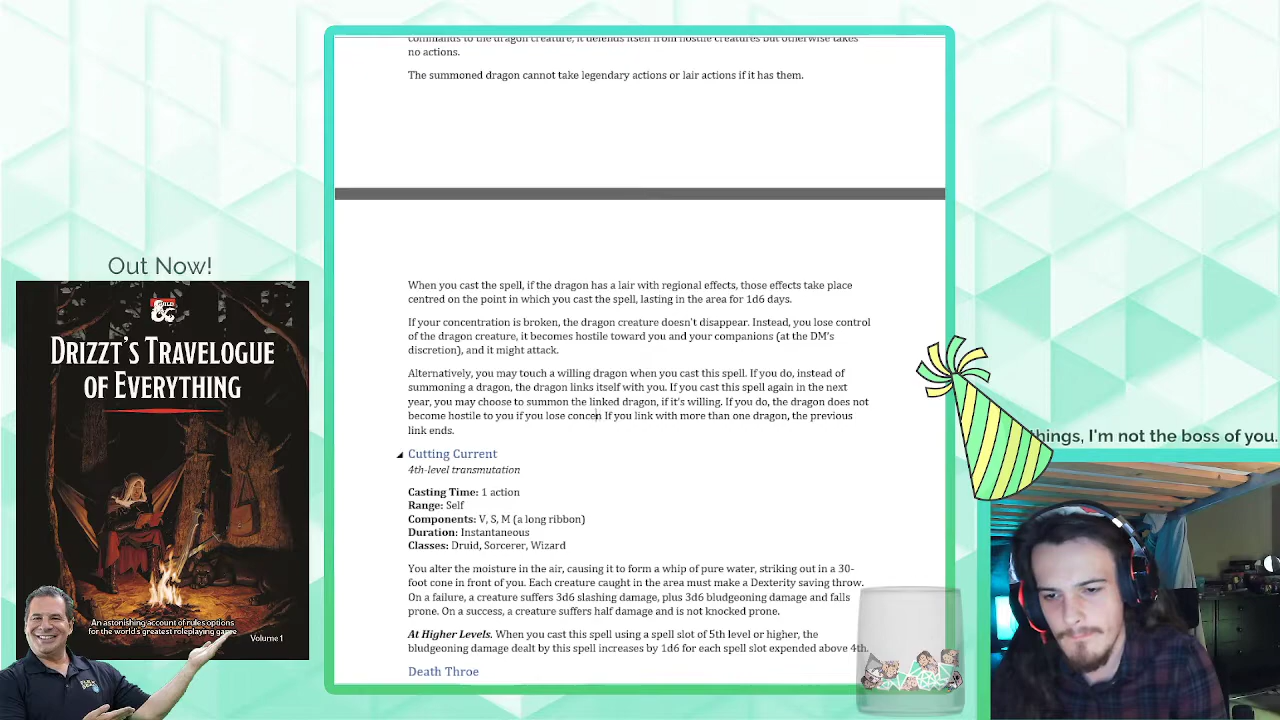 commands to the dragon creature, it defends itself from hostile creatures but otherwise takes
no actions.
The summoned dragon cannot take legendary actions or lair actions if it has them.
When you cast the spell, if the dragon has a lair with regional effects, those effects take place
centred on the point in which you cast the spell, lasting in the area for 1d6 days.
If your concentration is broken, the dragon creature doesn't disappear. Instead, you lose control
of the dragon creature, it becomes hostile toward you and your companions (at the DM's
discretion), and it might attack.
Alternatively, you may touch a willing dragon when you cast this spell. If you do, instead of
summoning a dragon, the dragon links itself with you. If you cast this spell again in the next
year, you may choose to summon the linked dragon, if it's willing. If you do, the dragon does not
become hostile to you if you lose concen If you link with more than one dragon, the previous
link ends.
Cutting Current
4th-level transmutation
Casting Time: 1 action
Range: Self
Components: V, S, M (a long ribbon)
Duration: Instantaneous
Classes: Druid, Sorcerer, Wizard
You alter the moisture in the air, causing it to form a whip of pure water, striking out in a 30-
foot cone in front of you. Each creature caught in the area must make a Dexterity saving throw.
On a failure, a creature suffers 3d6 slashing damage, plus 3d6 bludgeoning damage and falls
prone. On a success, a creature suffers half damage and is not knocked prone.
At Higher Levels. When you cast this spell using a spell slot of 5th level or higher, the
bludgeoning damage dealt by this spell increases by 1d6 for each spell slot expended above 4th.
Death Throe
Out Now!
DRIZZT'S TRAVELOGUE
OF EVERYTHING
An astonishing account of rules options
for the world's greatest roleplaying game
Volume 1
things, I'm not the boss of you.